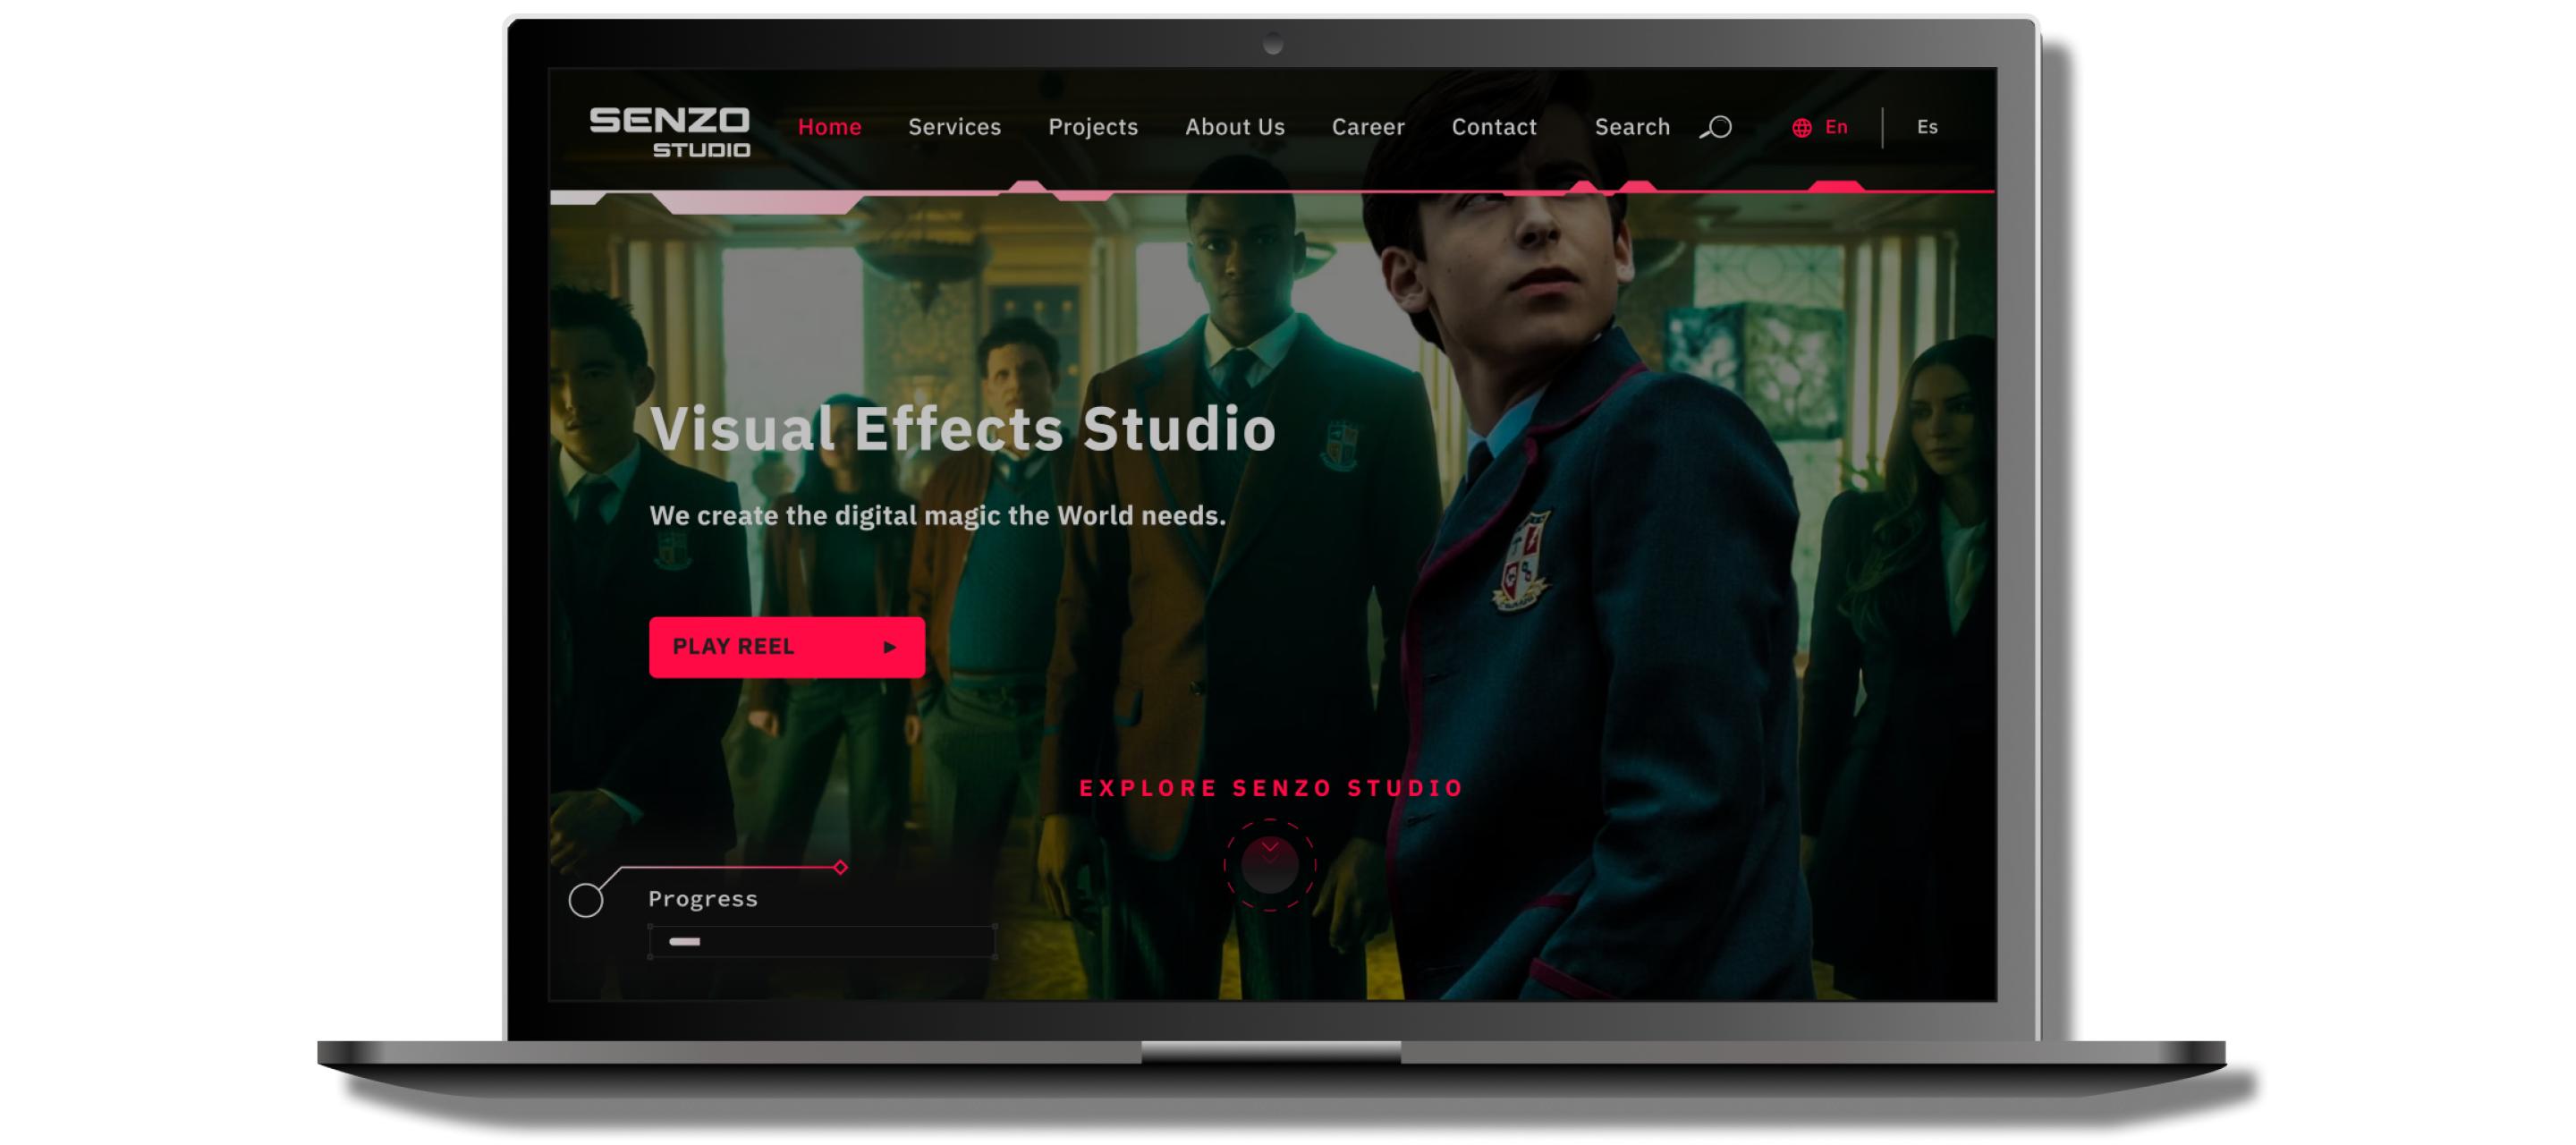 SENZO
STUDIO
Home Services Projects About Us Career Contact Search En Es
Visual Effects Studio
We create the digital magic the World needs.
PLAY REEL
EXPLORE SENZO STUDIO
Progress